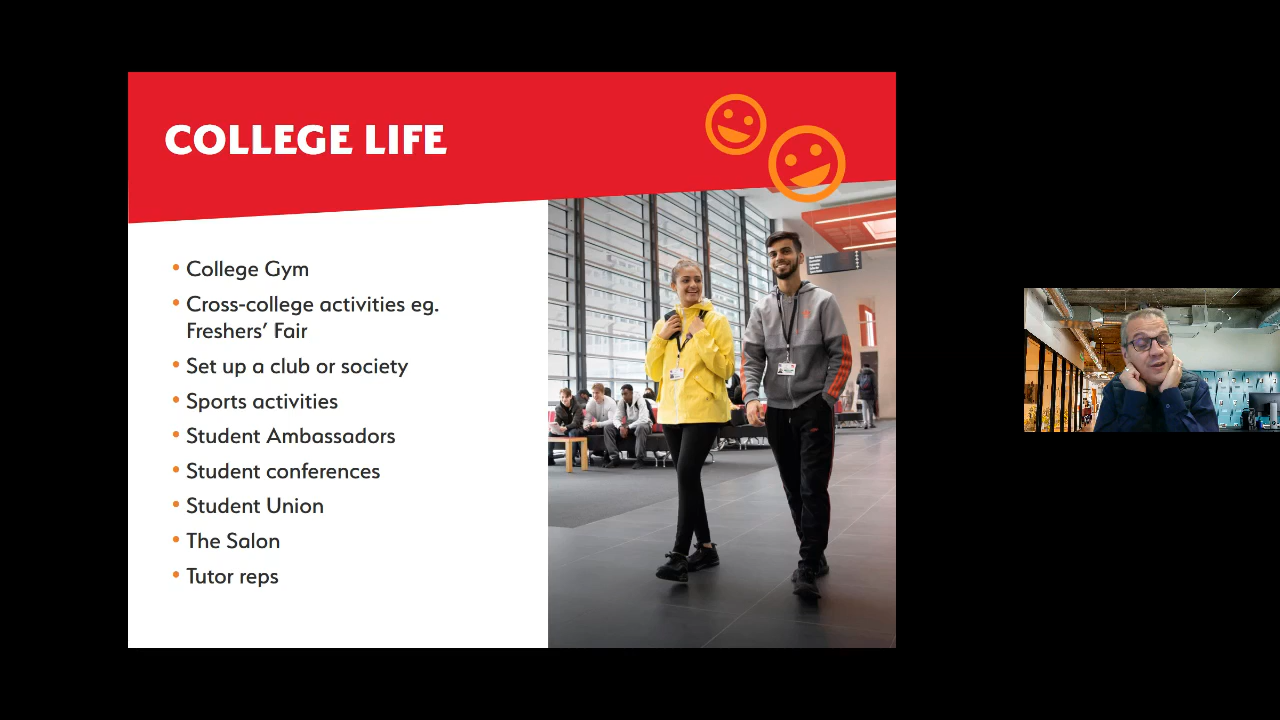 COLLEGE LIFE
• College Gym
• Cross-college activities eg.
Freshers’ Fair
• Set up a club or society
• Sports activities
• Student Ambassadors
• Student conferences
• Student Union
• The Salon
• Tutor reps